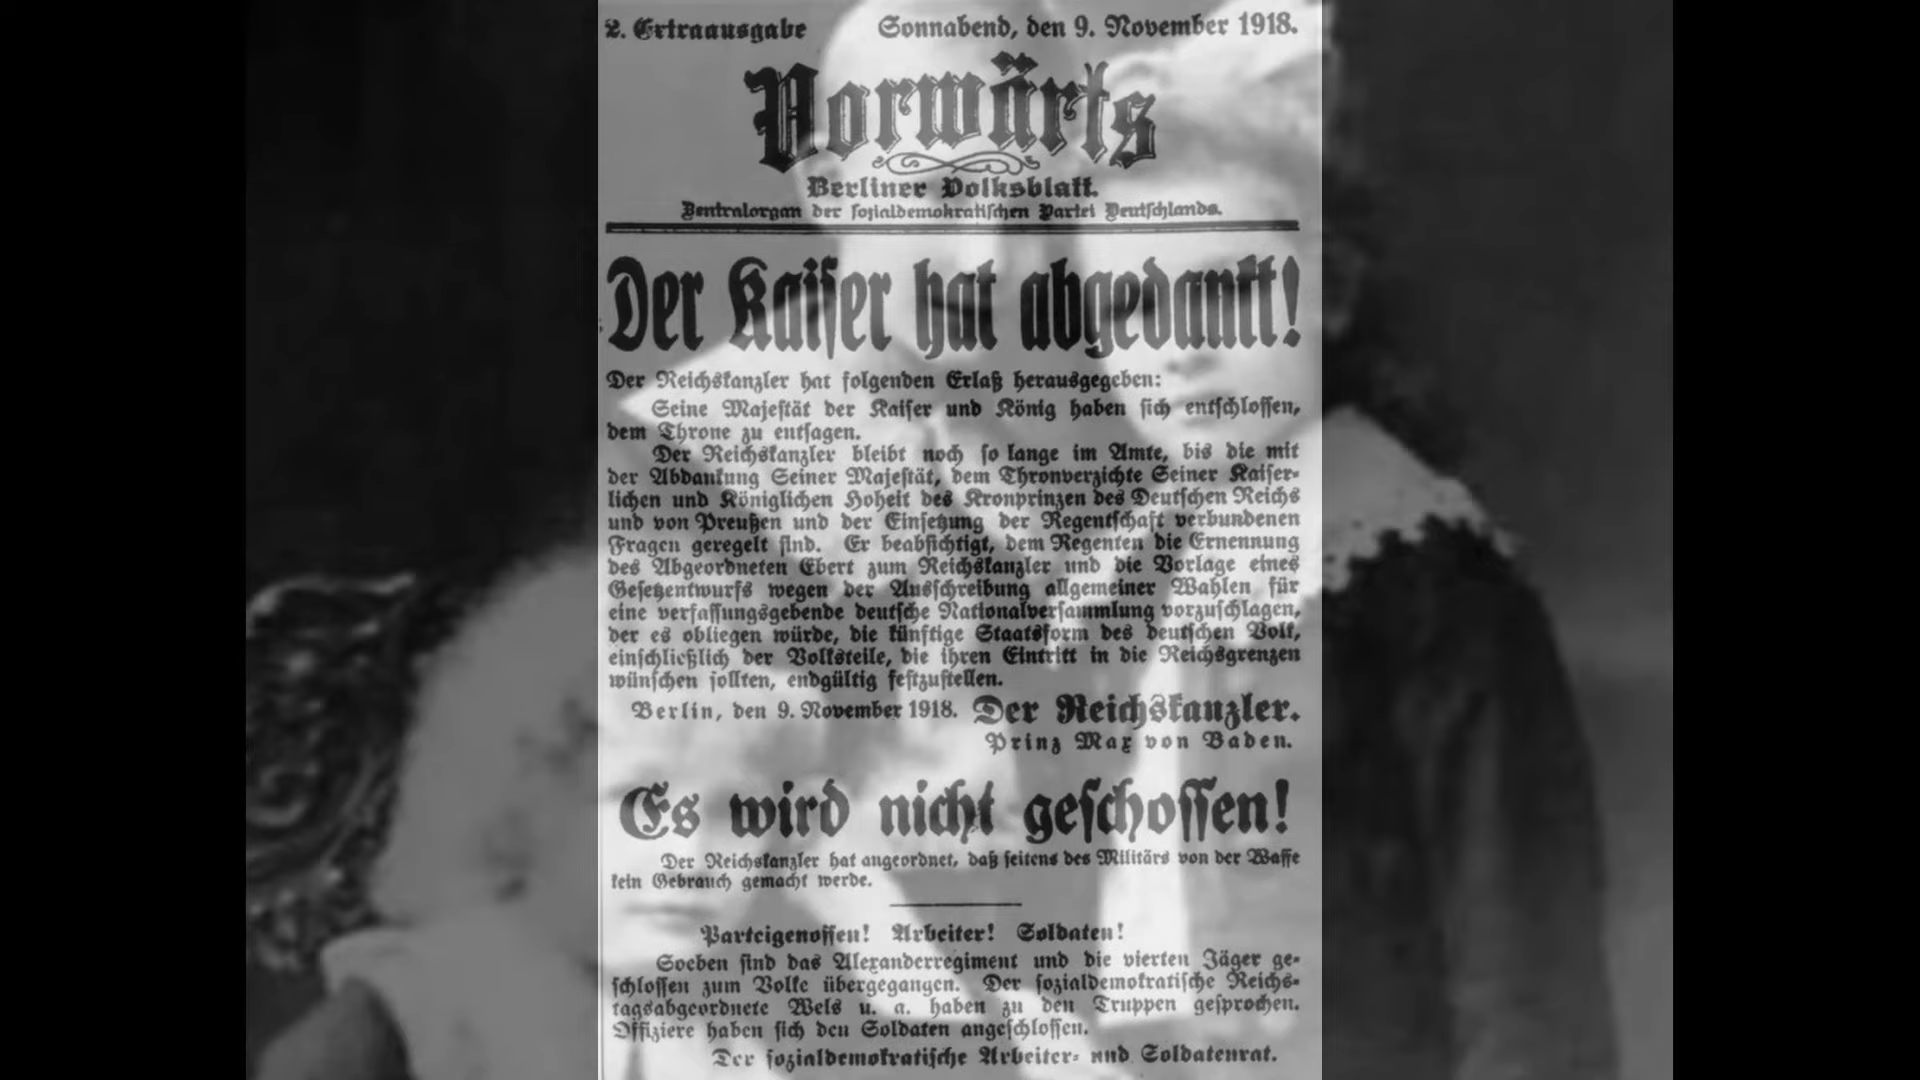 2. Extraausgabe Sonnabend, den 9. November 1918.
Vorwärts
Berliner Volksblatt.
Zentralorgan der sozialdemokratischen Partei Deutschlands.
Der Kaiser hat abgedankt!
Der Reichskanzler hat folgenden Erlaß herausgegeben:
Seine Majestät der Kaiser und König haben sich entschlossen,
dem Throne zu entsagen.
Der Reichskanzler bleibt noch so lange im Amte, bis die mit
der Abdankung Seiner Majestät, dem Thronverzichte Seiner Kaiser-
lichen und Königlichen Hoheit des Kronprinzen des Deutschen Reichs
und von Preußen und der Einsetzung der Regentschaft verbundenen
Fragen geregelt sind. Er beabsichtigt, dem Regenten die Ernennung
des Abgeordneten Ebert zum Reichskanzler und die Vorlage eines
Gesetzentwurfs wegen der Ausschreibung allgemeiner Wahlen für
eine verfassungsgebende deutsche Nationalversammlung vorzuschlagen,
der es obliegen würde, die künftige Staatsform des deutschen Volk,
einschließlich der Volksteile, die ihren Eintritt in die Reichsgrenzen
wünschen sollten, endgültig festzustellen.
Berlin, den 9. November 1918. Der Reichskanzler.
Prinz Max von Baden.
Es wird nicht geschossen!
Der Reichskanzler hat angeordnet, daß seitens des Militärs von der Waffe
kein Gebrauch gemacht werde.
Parteigenossen! Arbeiter! Soldaten!
Soeben sind das Alexanderregiment und die vierten Jäger ge-
schlossen zum Volke übergegangen. Der sozialdemokratische Reichs-
tagsabgeordnete Wels u. a. haben zu den Truppen gesprochen.
Offiziere haben sich den Soldaten angeschlossen.
Der sozialdemokratische Arbeiter- und Soldatenrat.